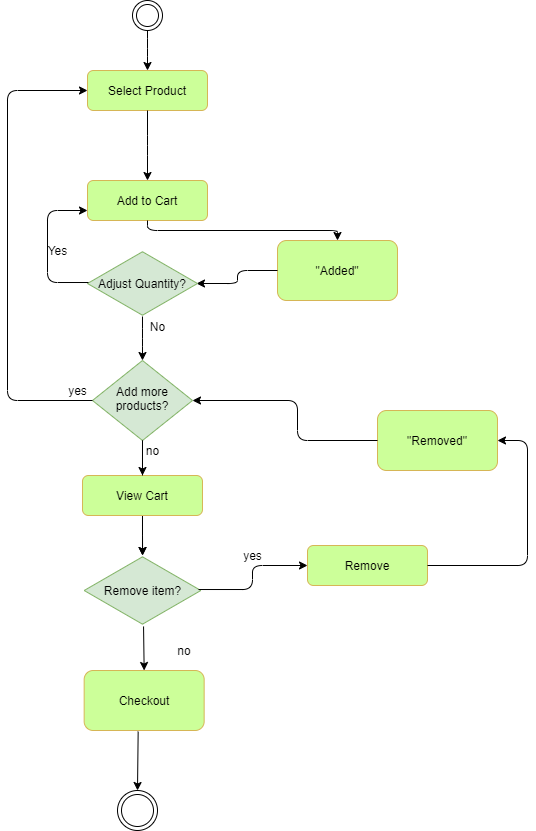 Select Product
Add to Cart
Yes
"Added"
Adjust Quantity?
No
yes
Add more
products?
"Removed"
no
View Cart
yes
Remove
Remove item?
no
Checkout